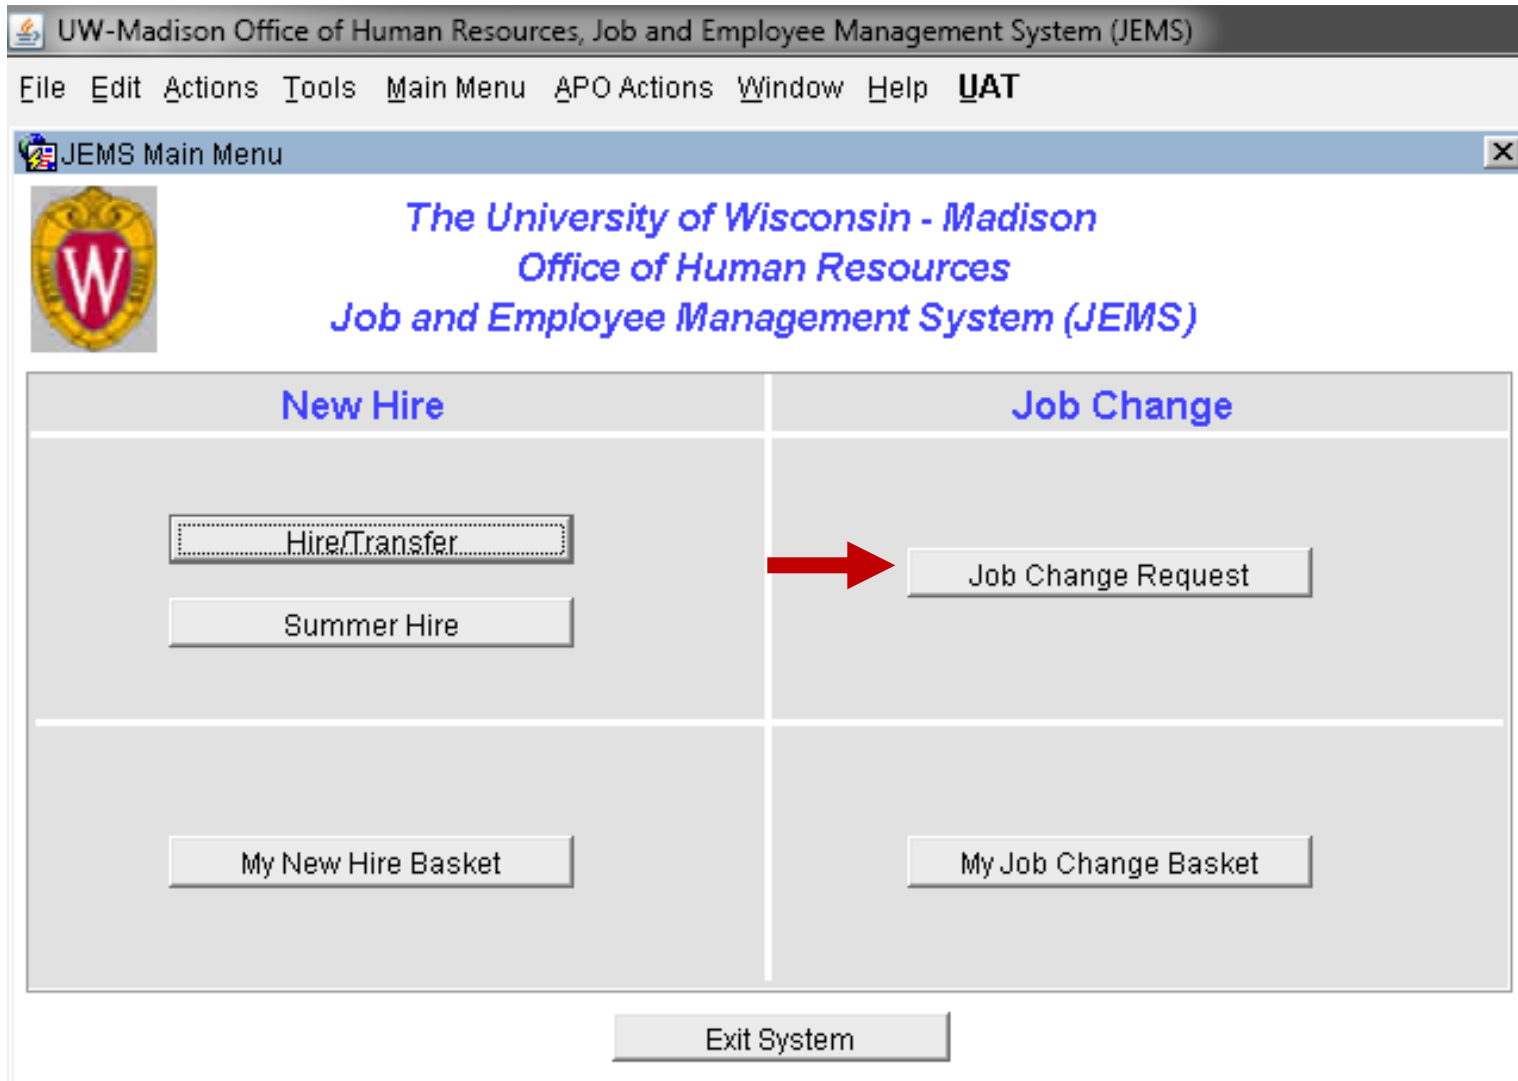 UW-Madison Office of Human Resources, Job and Employee Management System (JEMS)
File Edit Actions Tools Main Menu APO Actions Window Help UAT
JEMS Main Menu
W
The University of Wisconsin - Madison
Office of Human Resources
Job and Employee Management System (JEMS)
New Hire Job Change
Hire/Transfer
Job Change Request
Summer Hire
My New Hire Basket My Job Change Basket
Exit System